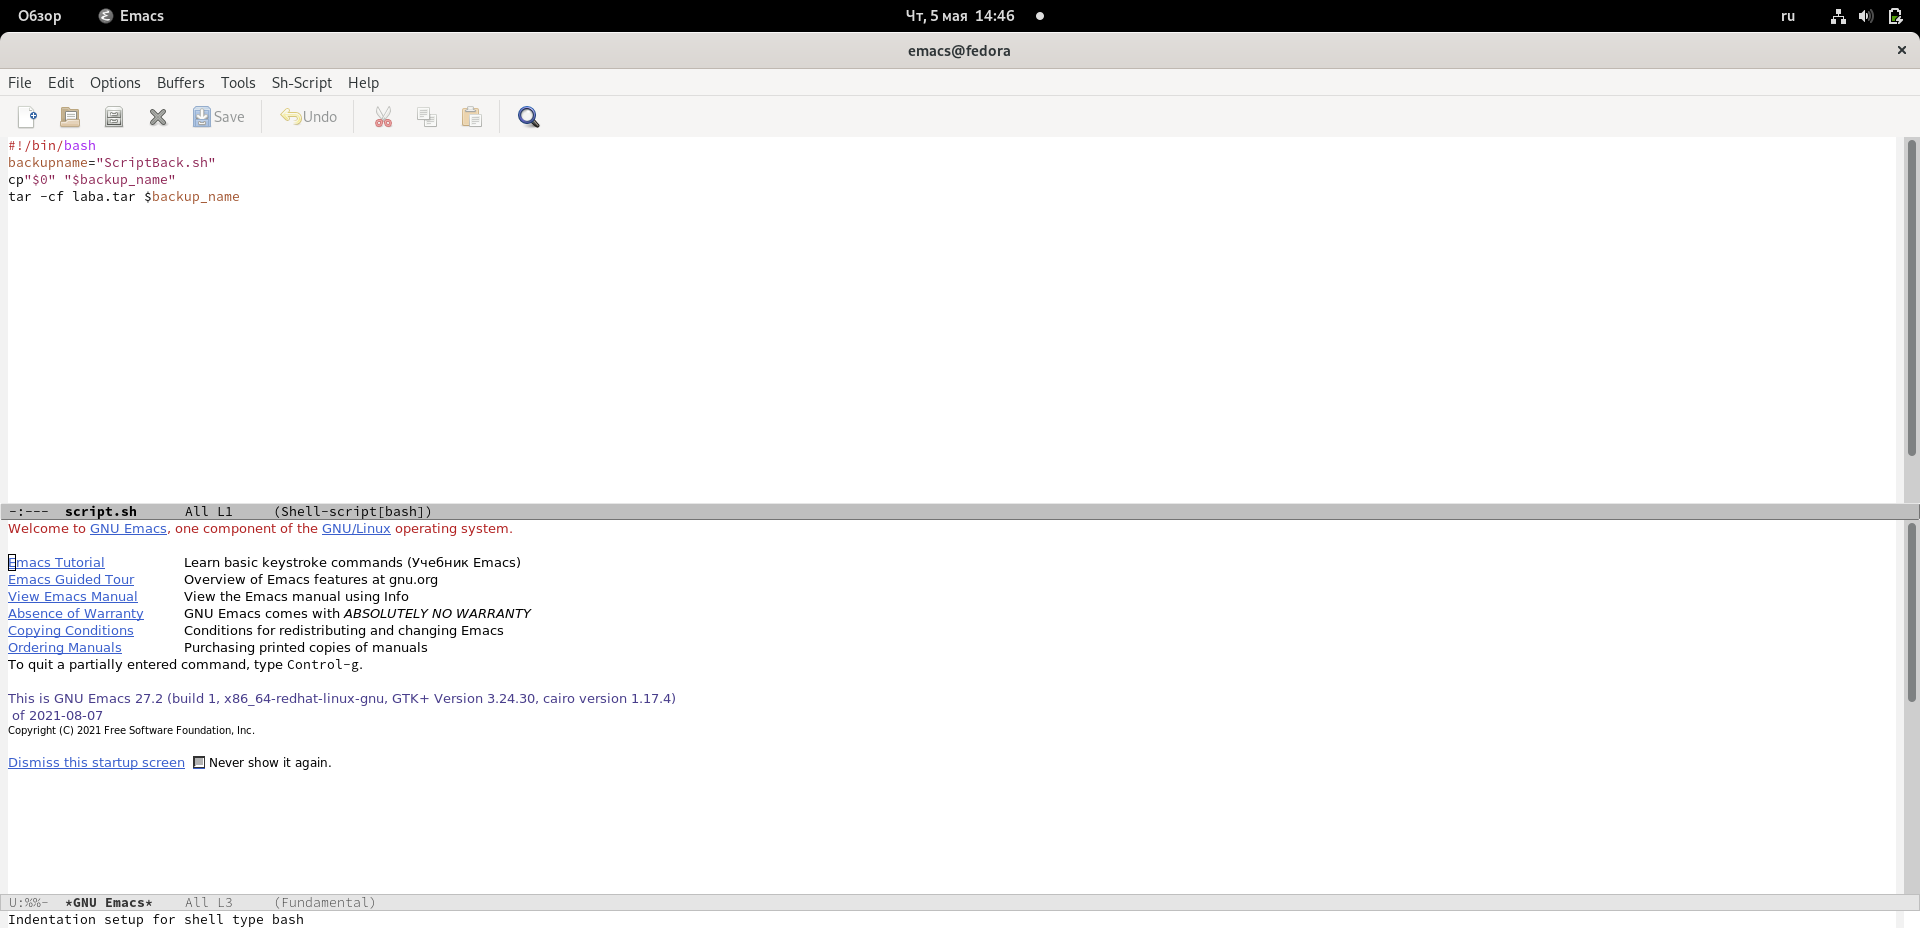 Обзор Emacs Чт, 5 мая 14:46 ru
emacs@fedora
File Edit Options Buffers Tools Sh-Script Help
Save Undo
#!/bin/bash
backupname="ScriptBack.sh"
cp"$0" "$backup_name"
tar -cf laba.tar $backup_name
-:--- script.sh All L1 (Shell-script[bash])
Welcome to GNU Emacs, one component of the GNU/Linux operating system.
Emacs Tutorial Learn basic keystroke commands (Учебник Emacs)
Emacs Guided Tour Overview of Emacs features at gnu.org
View Emacs Manual View the Emacs manual using Info
Absence of Warranty GNU Emacs comes with ABSOLUTELY NO WARRANTY
Copying Conditions Conditions for redistributing and changing Emacs
Ordering Manuals Purchasing printed copies of manuals
To quit a partially entered command, type Control-g.
This is GNU Emacs 27.2 (build 1, x86_64-redhat-linux-gnu, GTK+ Version 3.24.30, cairo version 1.17.4)
of 2021-08-07
Copyright (C) 2021 Free Software Foundation, Inc.
Dismiss this startup screen Never show it again.
U:%%- *GNU Emacs* All L3 (Fundamental)
Indentation setup for shell type bash